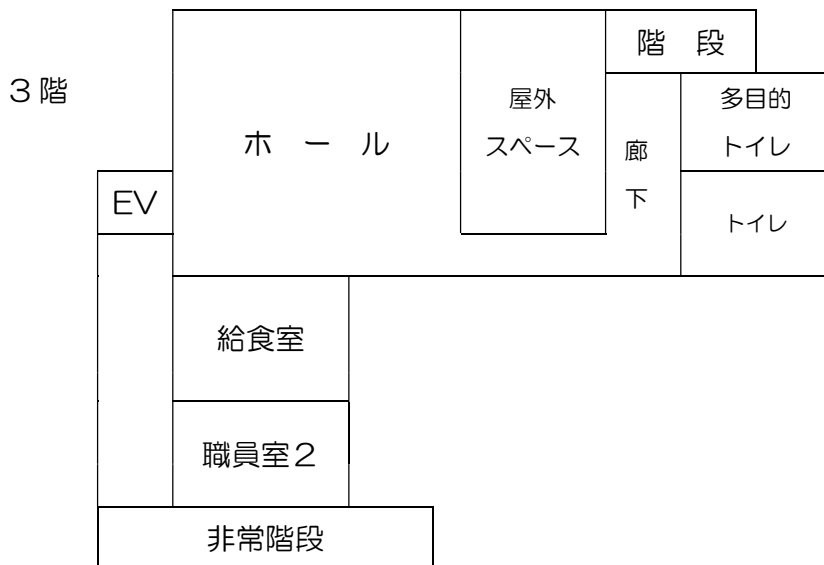 階　段
３階
屋外
スペース
多目的
トイレ
ホ　ー　ル
廊
下
EV
トイレ
給食室
職員室２
非常階段